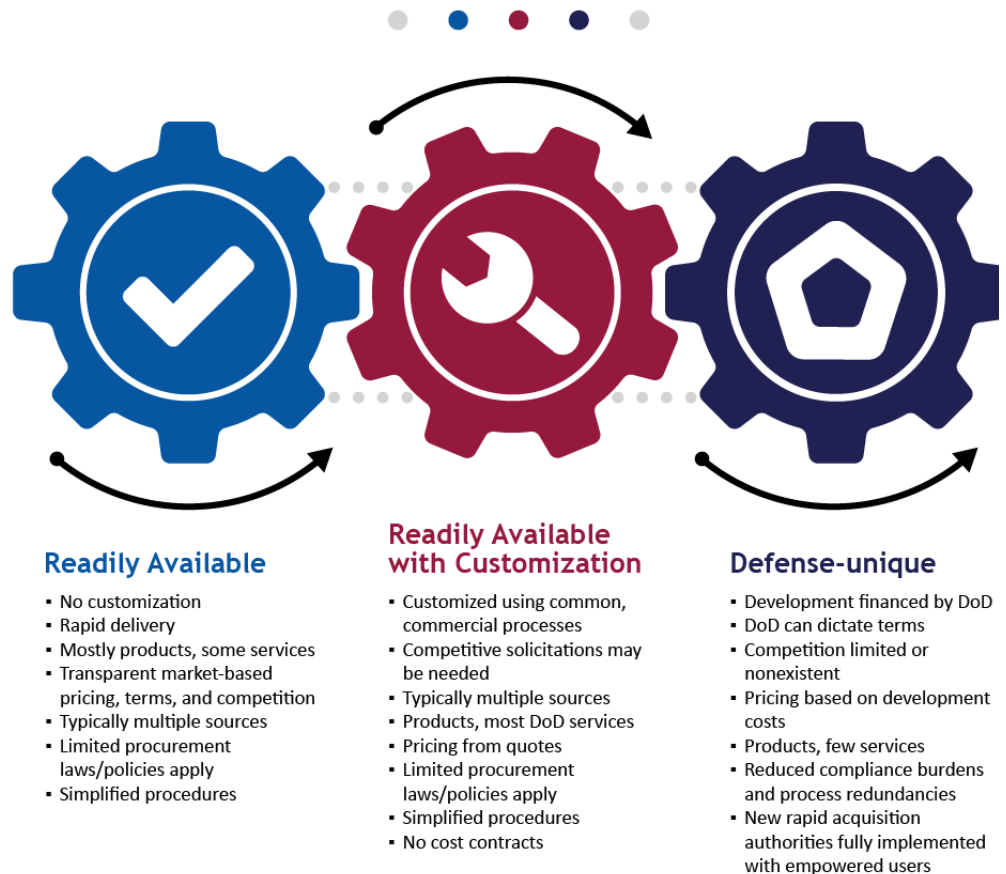 Readily Available
▪ No customization
▪ Rapid delivery
▪ Mostly products, some services
▪ Transparent market-based
pricing, terms, and competition
▪ Typically multiple sources
▪ Limited procurement
laws/policies apply
▪ Simplified procedures
Readily Available
with Customization
▪ Customized using common,
commercial processes
▪ Competitive solicitations may
be needed
▪ Typically multiple sources
▪ Products, most DoD services
▪ Pricing from quotes
▪ Limited procurement
laws/policies apply
▪ Simplified procedures
▪ No cost contracts
Defense-unique
▪ Development financed by DoD
▪ DoD can dictate terms
▪ Competition limited or
nonexistent
▪ Pricing based on development
costs
▪ Products, few services
▪ Reduced compliance burdens
and process redundancies
▪ New rapid acquisition
authorities fully implemented
with empowered users